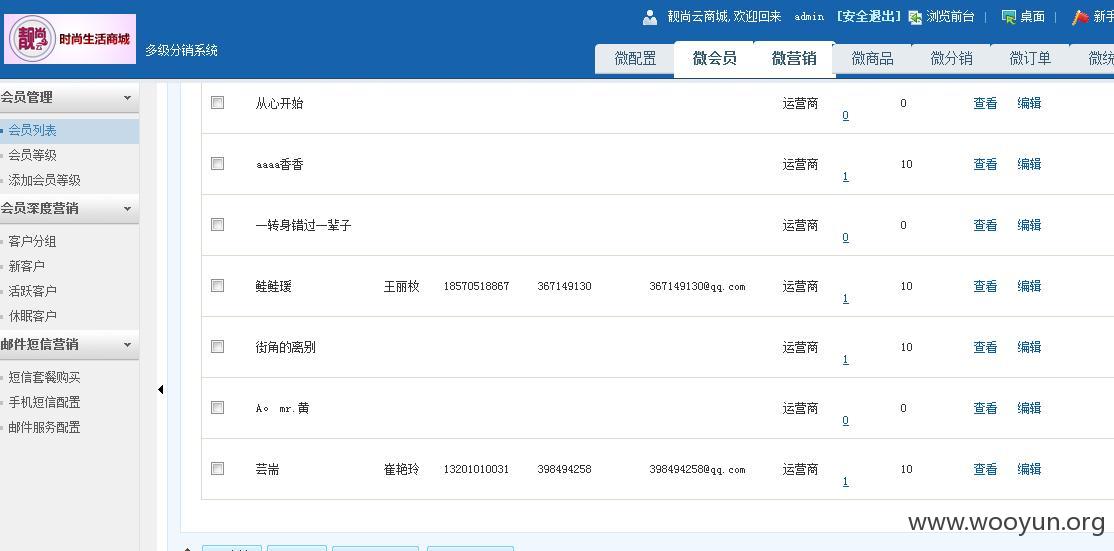 靓尚云 时尚生活商城
多级分销系统
靓尚云商城, 欢迎回来 admin [安全退出] 浏览前台 | 桌面 | 新手
微配置 微会员 微营销 微商品 微分销 微订单 微统
会员管理
会员列表
会员等级
添加会员等级
会员深度营销
客户分组
新客户
活跃客户
休眠客户
邮件短信营销
短信套餐购买
手机短信配置
邮件服务配置
从心开始 运营商 0 0 查看 编辑
aaaa香香 运营商 1 10 查看 编辑
一转身错过一辈子 运营商 0 0 查看 编辑
鲑鲑瑗 王丽枚 18570518867 367149130 367149130@qq.com 运营商 1 10 查看 编辑
街角的离别 运营商 1 10 查看 编辑
A。 mr.黄 运营商 0 0 查看 编辑
芸耑 崔艳玲 13201010031 398494258 398494258@qq.com 运营商 1 10 查看 编辑
www.wooyun.org